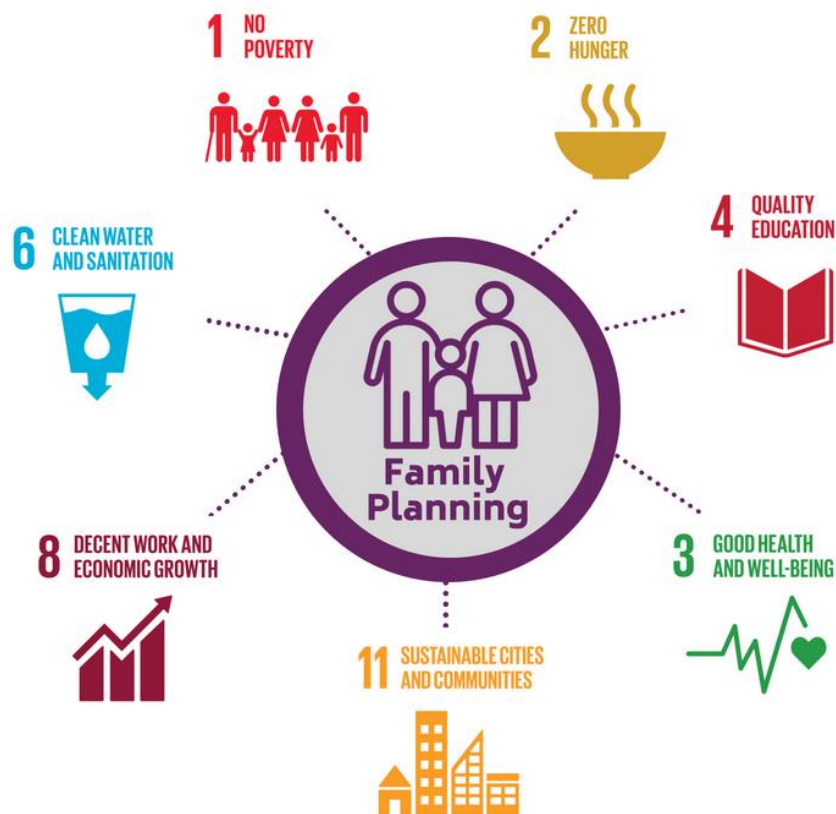 1 NO
POVERTY
2 ZERO
HUNGER
4 QUALITY
EDUCATION
6 CLEAN WATER
AND SANITATION
Family
Planning
8 DECENT WORK AND
ECONOMIC GROWTH
3 GOOD HEALTH
AND WELL-BEING
11 SUSTAINABLE CITIES
AND COMMUNITIES